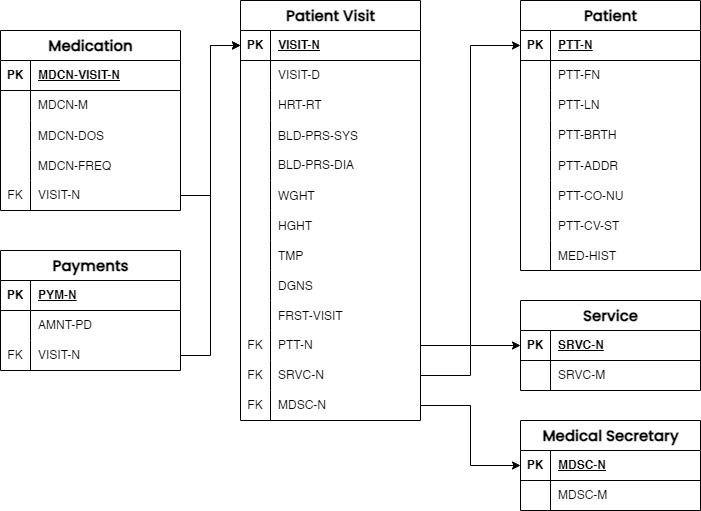 Medication
PK MDCN-VISIT-N
MDCN-M
MDCN-DOS
MDCN-FREQ
FK VISIT-N
Payments
PK PYM-N
AMNT-PD
FK VISIT-N
Patient Visit
PK VISIT-N
VISIT-D
HRT-RT
BLD-PRS-SYS
BLD-PRS-DIA
WGHT
HGHT
TMP
DGNS
FRST-VISIT
FK PTT-N
FK SRVC-N
FK MDSC-N
Patient
PK PTT-N
PTT-FN
PTT-LN
PTT-BRTH
PTT-ADDR
PTT-CO-NU
PTT-CV-ST
MED-HIST
Service
PK SRVC-N
SRVC-M
Medical Secretary
PK MDSC-N
MDSC-M